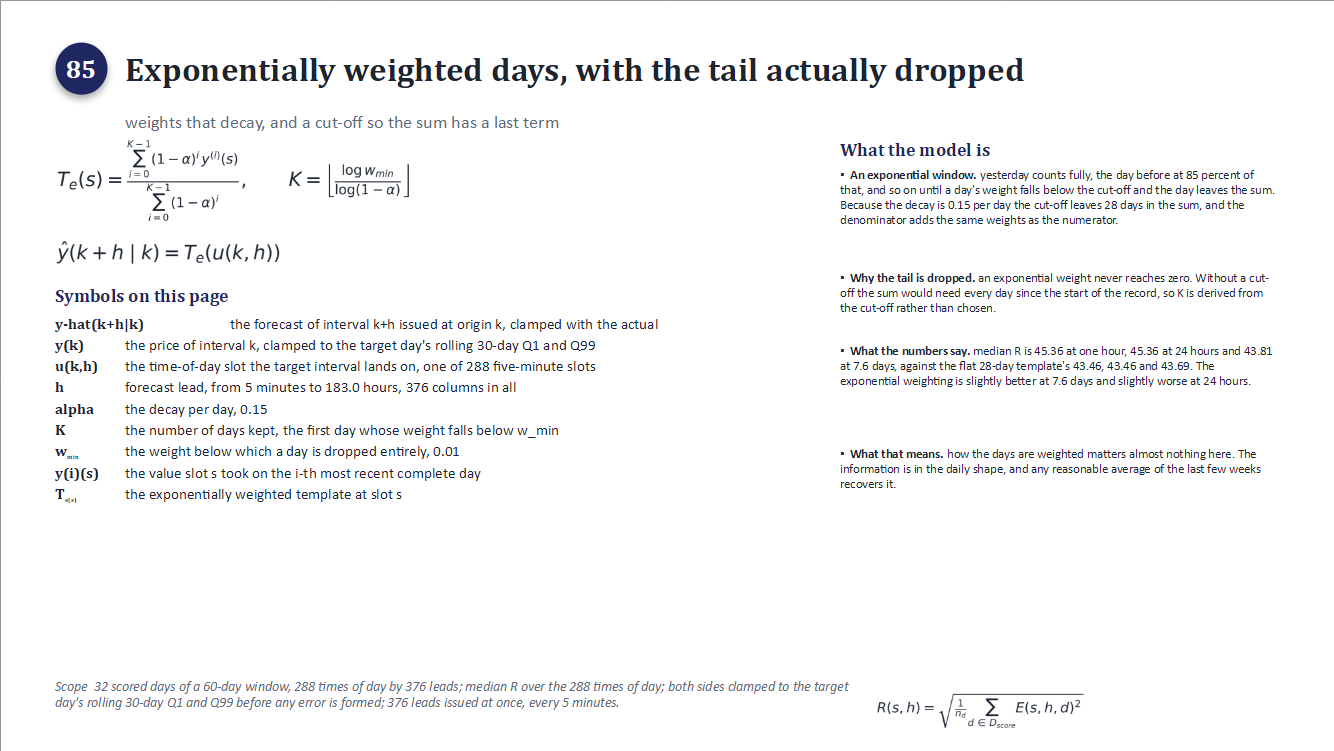 85
Exponentially weighted days, with the tail actually dropped
weights that decay, and a cut-off so the sum has a last term
T_e(s) = \frac{\sum_{i=0}^{K-1} (1 − α)^i y^{(i)}(s)}{\sum_{i=0}^{K-1} (1 − α)^i}, K = ⌊\frac{log w_{min}}{log(1 − α)}⌋
ŷ(k + h | k) = T_e(u(k, h))
Symbols on this page
y-hat(k+h|k) the forecast of interval k+h issued at origin k, clamped with the actual
y(k) the price of interval k, clamped to the target day's rolling 30-day Q1 and Q99
u(k,h) the time-of-day slot the target interval lands on, one of 288 five-minute slots
h forecast lead, from 5 minutes to 183.0 hours, 376 columns in all
alpha the decay per day, 0.15
K the number of days kept, the first day whose weight falls below w_min
w_min the weight below which a day is dropped entirely, 0.01
y(i)(s) the value slot s took on the i-th most recent complete day
T_e(s) the exponentially weighted template at slot s
What the model is
▪ An exponential window. yesterday counts fully, the day before at 85 percent of
that, and so on until a day's weight falls below the cut-off and the day leaves the sum.
Because the decay is 0.15 per day the cut-off leaves 28 days in the sum, and the
denominator adds the same weights as the numerator.
▪ Why the tail is dropped. an exponential weight never reaches zero. Without a cut-
off the sum would need every day since the start of the record, so K is derived from
the cut-off rather than chosen.
▪ What the numbers say. median R is 45.36 at one hour, 45.36 at 24 hours and 43.81
at 7.6 days, against the flat 28-day template's 43.46, 43.46 and 43.69. The
exponential weighting is slightly better at 7.6 days and slightly worse at 24 hours.
▪ What that means. how the days are weighted matters almost nothing here. The
information is in the daily shape, and any reasonable average of the last few weeks
recovers it.
Scope 32 scored days of a 60-day window, 288 times of day by 376 leads; median R over the 288 times of day; both sides clamped to the target
day's rolling 30-day Q1 and Q99 before any error is formed; 376 leads issued at once, every 5 minutes.
R(s, h) = \sqrt{\frac{1}{n_d} \sum_{d ∈ D_{score}} E(s, h, d)^2}